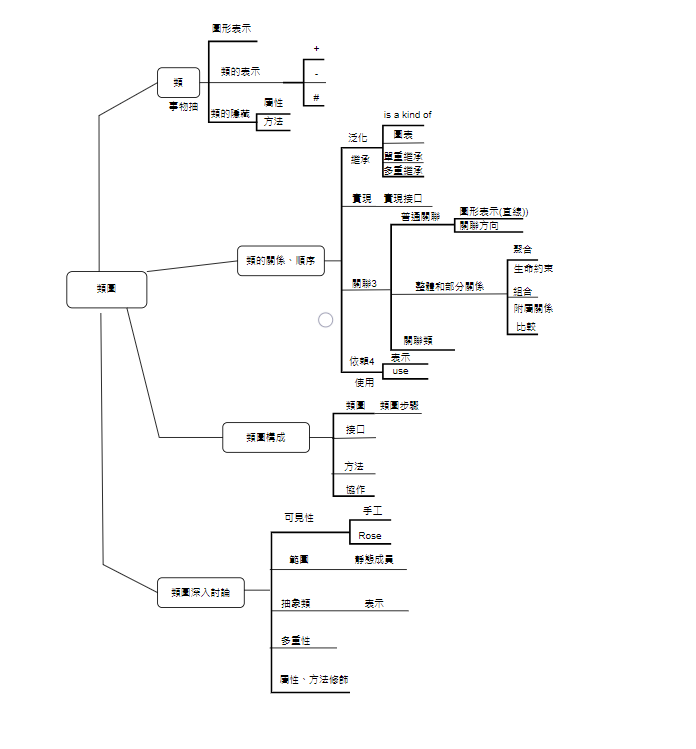 圖形表示
+
類的表示
-
類
#
屬性
事物抽
類的隱藏
方法
is a kind of
圖表
泛化
繼承
單重繼承
多重繼承
實現 實現接口
普通關聯
圖形表示(直線))
關聯方向
聚合
類的關係、順序
生命約束
關聯3
整體和部分關係
組合
類圖
附屬關係
比較
關聯類
依賴4
表示
use
使用
類圖 類圖步驟
接口
類圖構成
方法
協作
手工
可見性
Rose
範圍 靜態成員
類圖深入討論
抽象類 表示
多重性
屬性、方法修飾